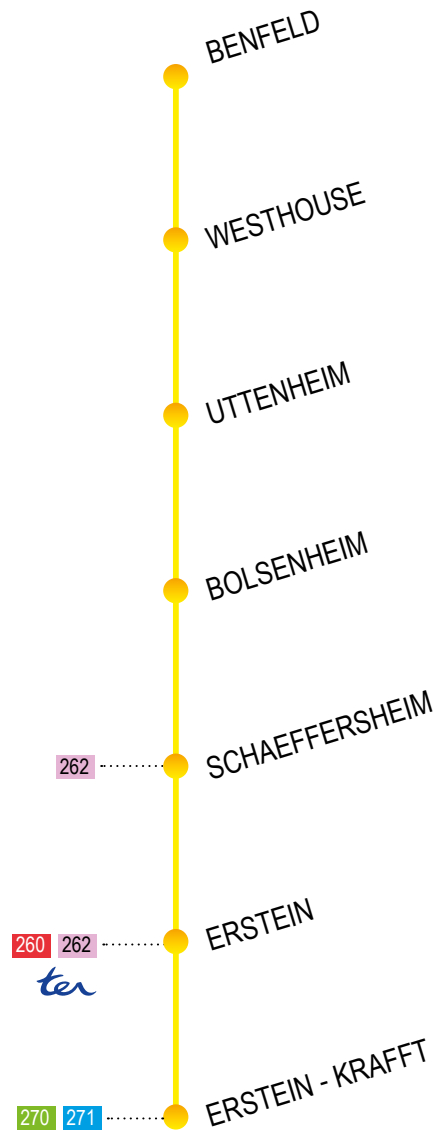 BENFELD
WESTHOUSE
UTTENHEIM
BOLSENHEIM
262
SCHAEFFERSHEIM
260 262
ter
ERSTEIN
270 271
ERSTEIN - KRAFFT